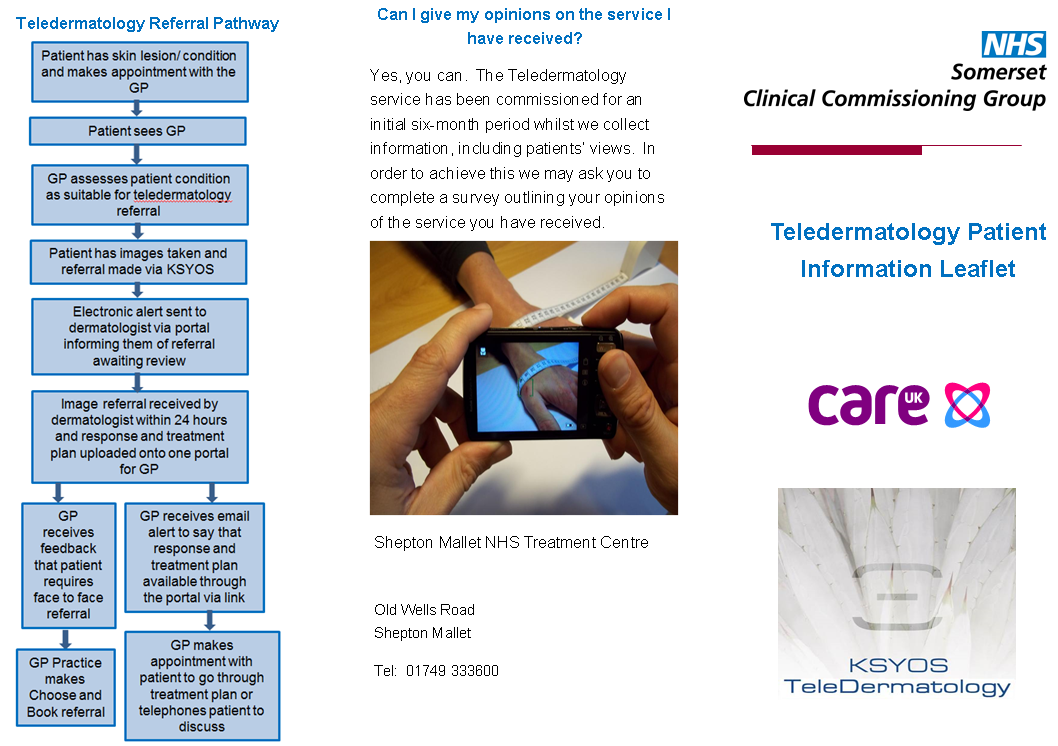 Teledermatology Referral Pathway
Patient has skin lesion/ condition
and makes appointment with the
GP
Patient sees GP
GP assesses patient condition
as suitable for teledermatology
referral
Patient has images taken and
referral made via KSYOS
Electronic alert sent to
dermatologist via portal
informing them of referral
awaiting review
Image referral received by
dermatologist within 24 hours
and response and treatment
plan uploaded onto one portal
for GP
GP
receives
feedback
that patient
requires
face to face
referral
GP Practice
makes
Choose and
Book referral
GP receives email
alert to say that
response and
treatment plan
available through
the portal via link
GP makes
appointment with
patient to go through
treatment plan or
telephones patient to
discuss
Can I give my opinions on the service I
have received?
Yes, you can.  The Teledermatology
service has been commissioned for an
initial six-month period whilst we collect
information, including patients' views.  In
order to achieve this we may ask you to
complete a survey outlining your opinions
of the service you have received.
Shepton Mallet NHS Treatment Centre
Old Wells Road
Shepton Mallet
Tel:  01749 333600
NHS
Somerset
Clinical Commissioning Group
Teledermatology Patient
Information Leaflet
care UK
KSYOS
TeleDermatology